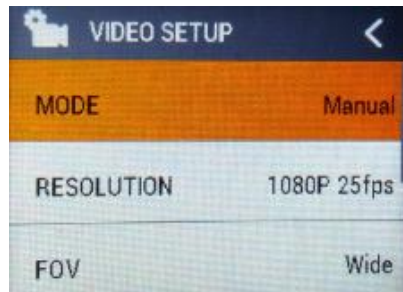 VIDEO SETUP
MODE Manual
RESOLUTION 1080P 25fps
FOV Wide